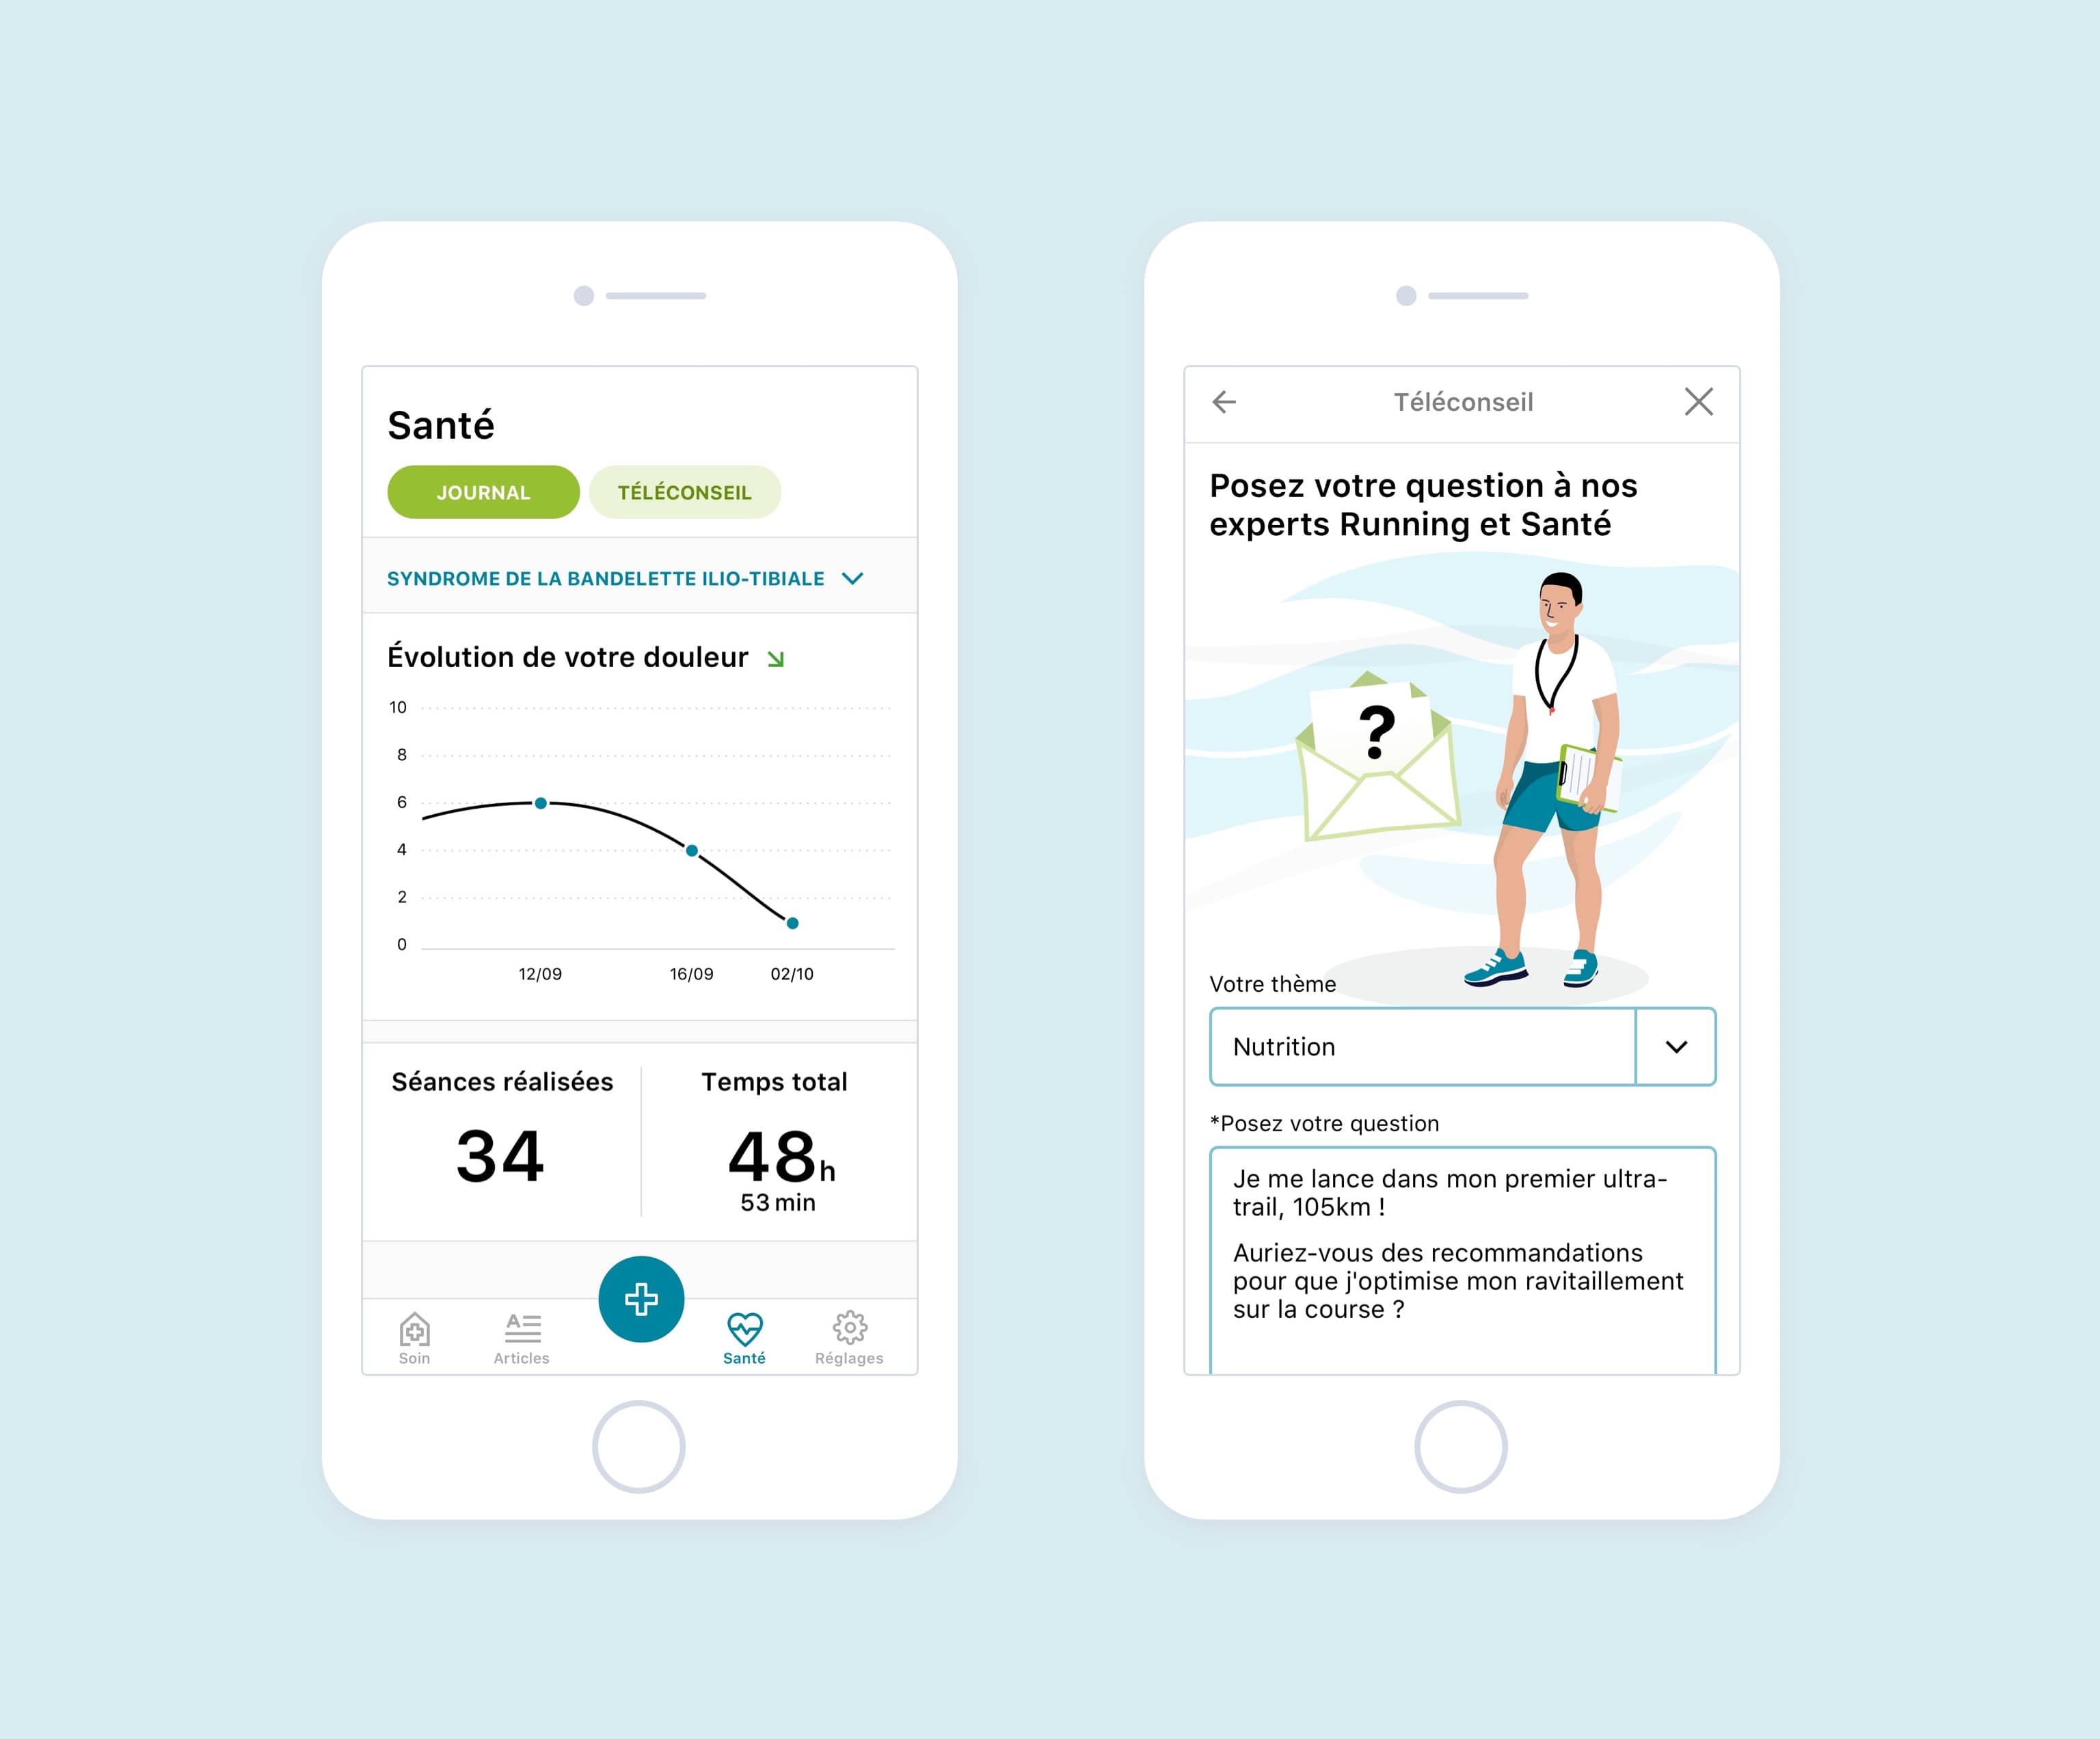 Santé
JOURNAL
TÉLÉCONSEIL
SYNDROME DE LA BANDELETTE ILIO-TIBIALE
Évolution de votre douleur
10
8
6
4
2
0
12/09
16/09
02/10
Séances réalisées
34
Temps total
48h
53 min
Soin
Articles
Santé
Réglages
Téléconseil
Posez votre question à nos
experts Running et Santé
?
Votre thème
Nutrition
*Posez votre question
Je me lance dans mon premier ultra-
trail, 105km !
Auriez-vous des recommandations
pour que j'optimise mon ravitaillement
sur la course ?